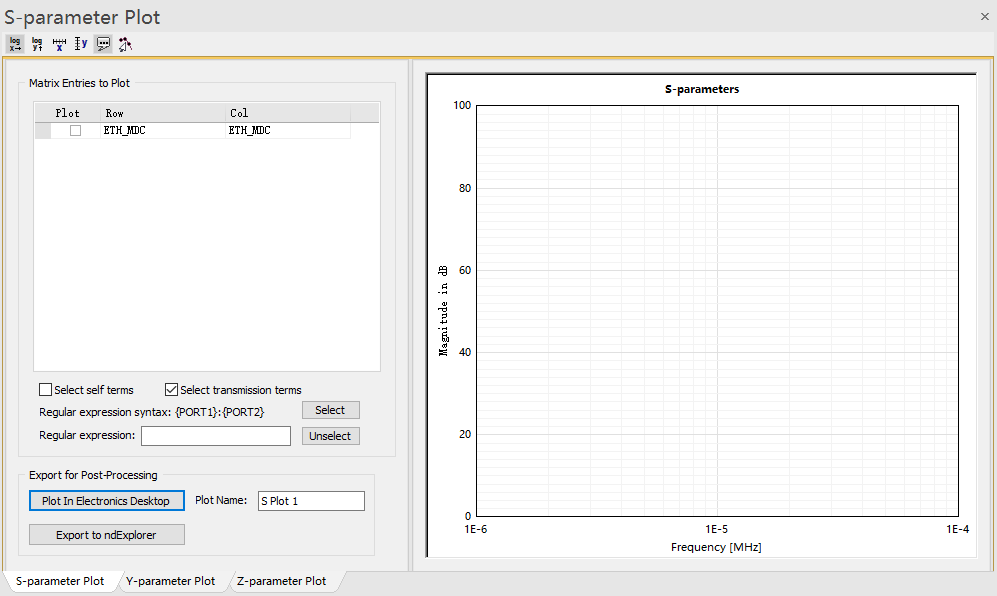 S-parameter Plot
log x→ log y↑ x y
Matrix Entries to Plot
Plot Row Col
ETH_MDC ETH_MDC
Select self terms Select transmission terms
Regular expression syntax: {PORT1}:{PORT2} Select
Regular expression: Unselect
Export for Post-Processing
Plot In Electronics Desktop Plot Name: S Plot 1
Export to ndExplorer
S-parameters
100
80
60
40
20
0
Magnitude in dB
1E-6 1E-5 1E-4
Frequency [MHz]
S-parameter Plot Y-parameter Plot Z-parameter Plot